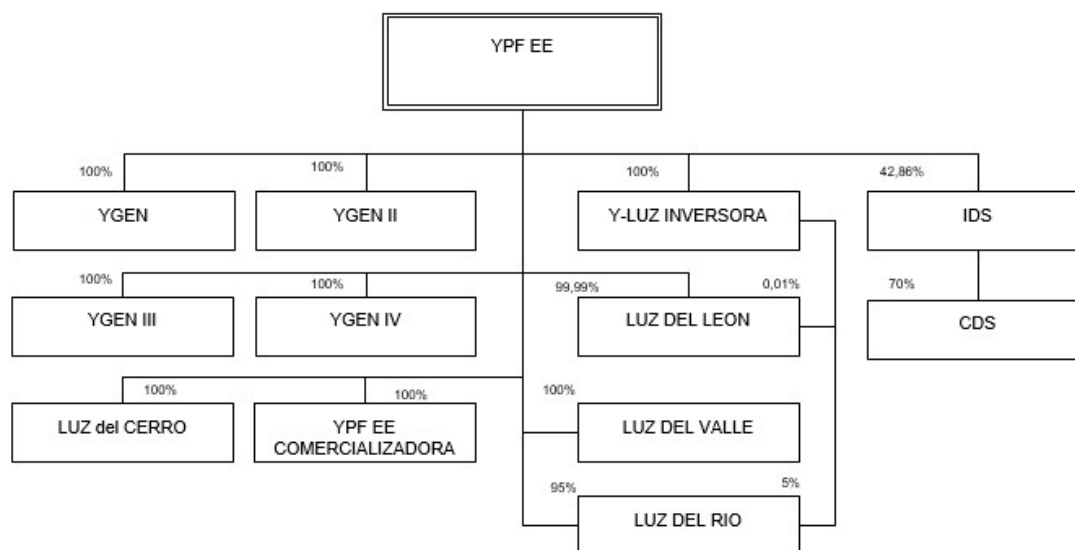 YPF EE
100%
100%
100%
42,86%
YGEN
YGEN II
Y-LUZ INVERSORA
IDS
100%
100%
99,99%
0,01%
70%
YGEN III
YGEN IV
LUZ DEL LEON
CDS
100%
100%
100%
LUZ del CERRO
YPF EE
COMERCIALIZADORA
LUZ DEL VALLE
95%
5%
LUZ DEL RIO